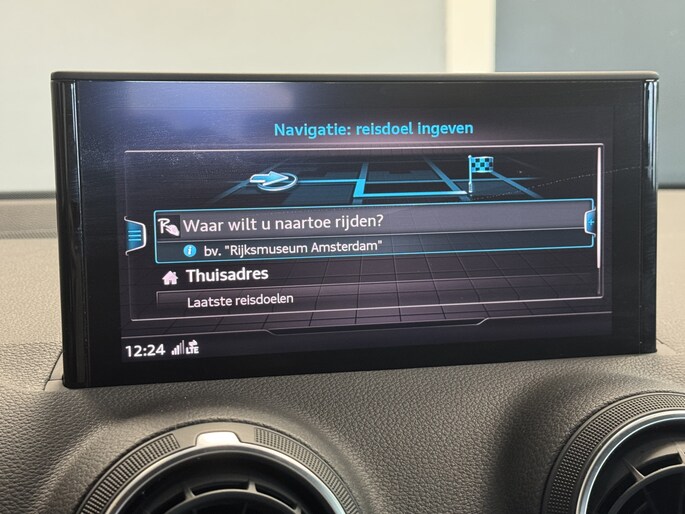 Navigatie: reisdoel ingeven
Waar wilt u naartoe rijden?
bv. "Rijksmuseum Amsterdam"
Thuisadres
Laatste reisdoelen
12:24 LTE